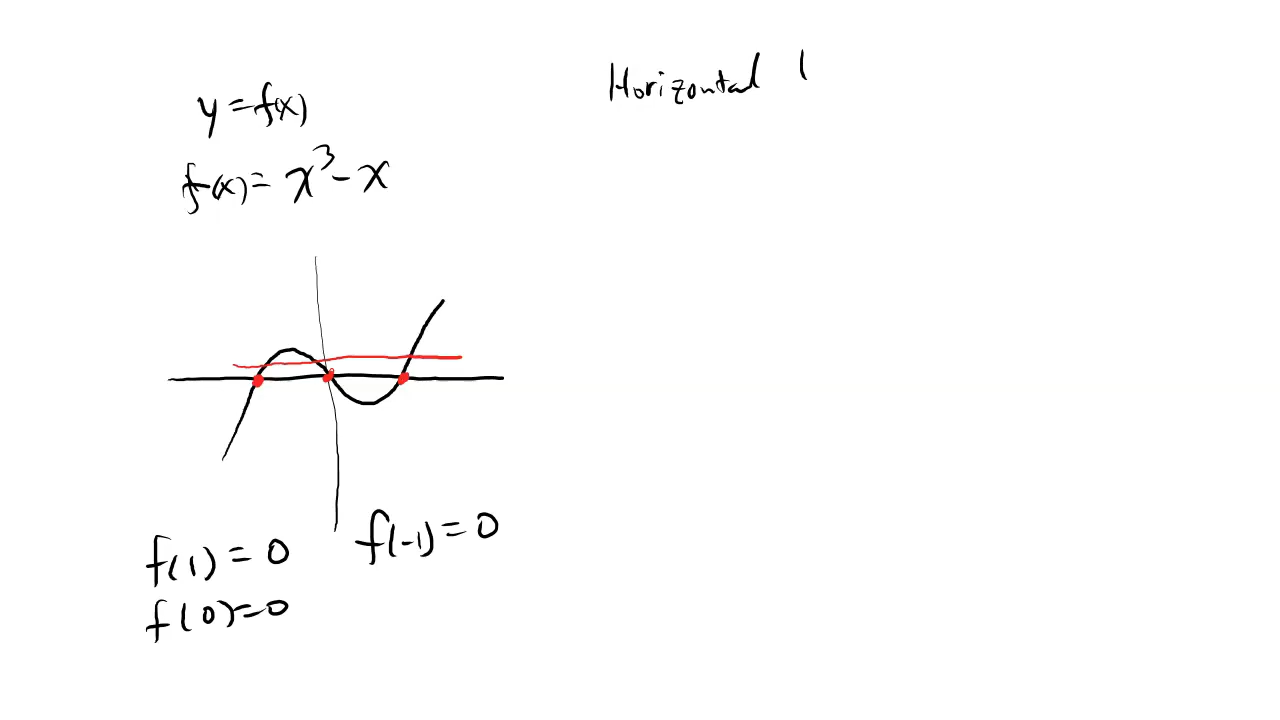 y = f(x)
f(x) = x³ - x
f(1) = 0
f(-1) = 0
f(0) = 0
Horizontal